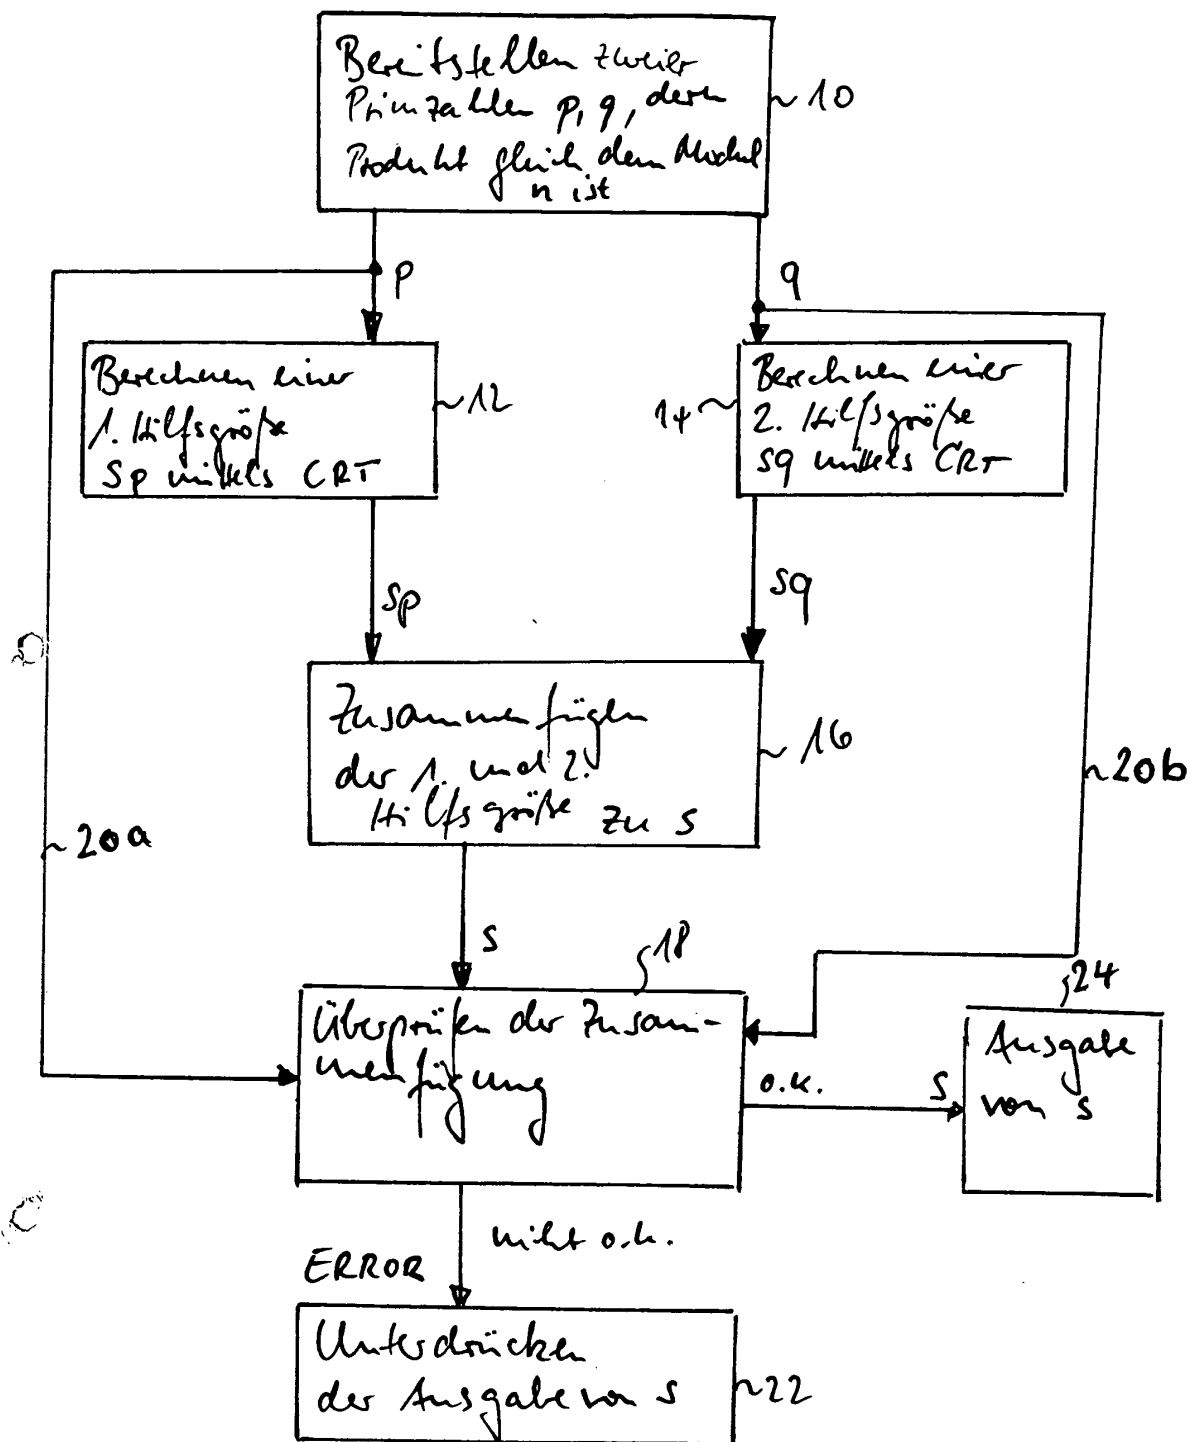 Bereitstellen zweier
Primzahlen p, q, deren
Produkt gleich dem Modul
n ist
10
p
q
Berechnen einer
1. Hilfsgröße
Sp mittels CRT
12
14
Berechnen einer
2. Hilfsgröße
Sq mittels CRT
Sp
Sq
Zusammenfügen
der 1. und 2.
Hilfsgröße zu s
16
20b
20a
s
18
24
Überprüfen der Zusam-
menfügung
o.k.
s
Ausgabe
von s
nicht o.k.
ERROR
Unterdrücken
der Ausgabe von s
22